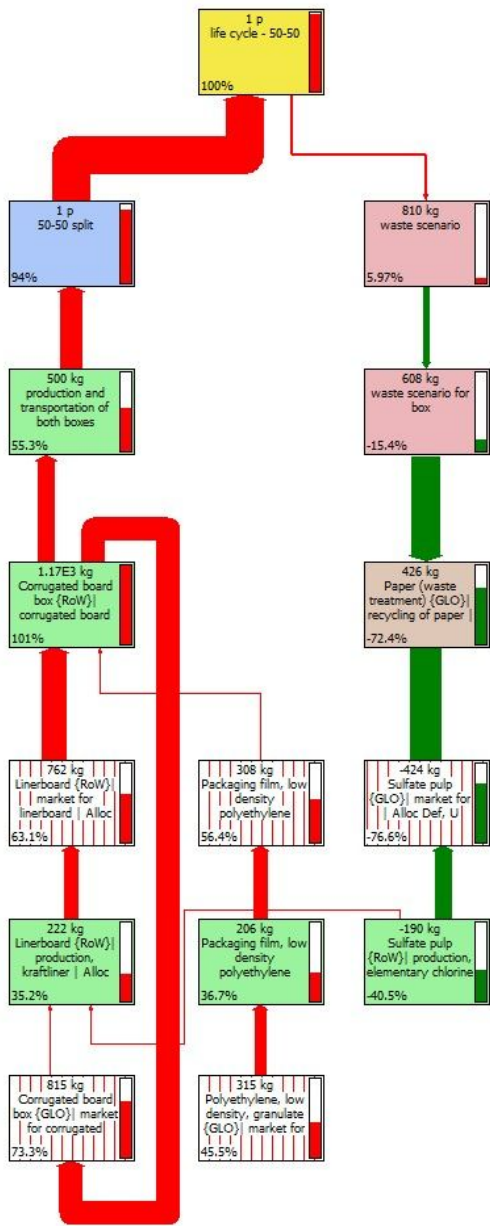 1 p
life cycle - 50-50
100%
1 p
50-50 split
94%
810 kg
waste scenario
5.97%
500 kg
production and
transportation of
both boxes
55.3%
608 kg
waste scenario for
box
-15.4%
1.17E3 kg
Corrugated board
box {RoW}|
corrugated board
101%
426 kg
Paper (waste
treatment) {GLO}|
recycling of paper |
-72.4%
762 kg
Linerboard {RoW}|
market for
linerboard | Alloc
63.1%
308 kg
Packaging film, low
density
polyethylene
56.4%
-424 kg
Sulfate pulp
{GLO}| market for
| Alloc Def, U
-76.6%
222 kg
Linerboard {RoW}|
production,
kraftliner | Alloc
35.2%
206 kg
Packaging film, low
density
polyethylene
36.7%
-190 kg
Sulfate pulp
{RoW}| production,
elementary chlorine
-40.5%
815 kg
Corrugated board
box {GLO}| market
for corrugated
73.3%
315 kg
Polyethylene, low
density, granulate
{GLO}| market for
45.5%